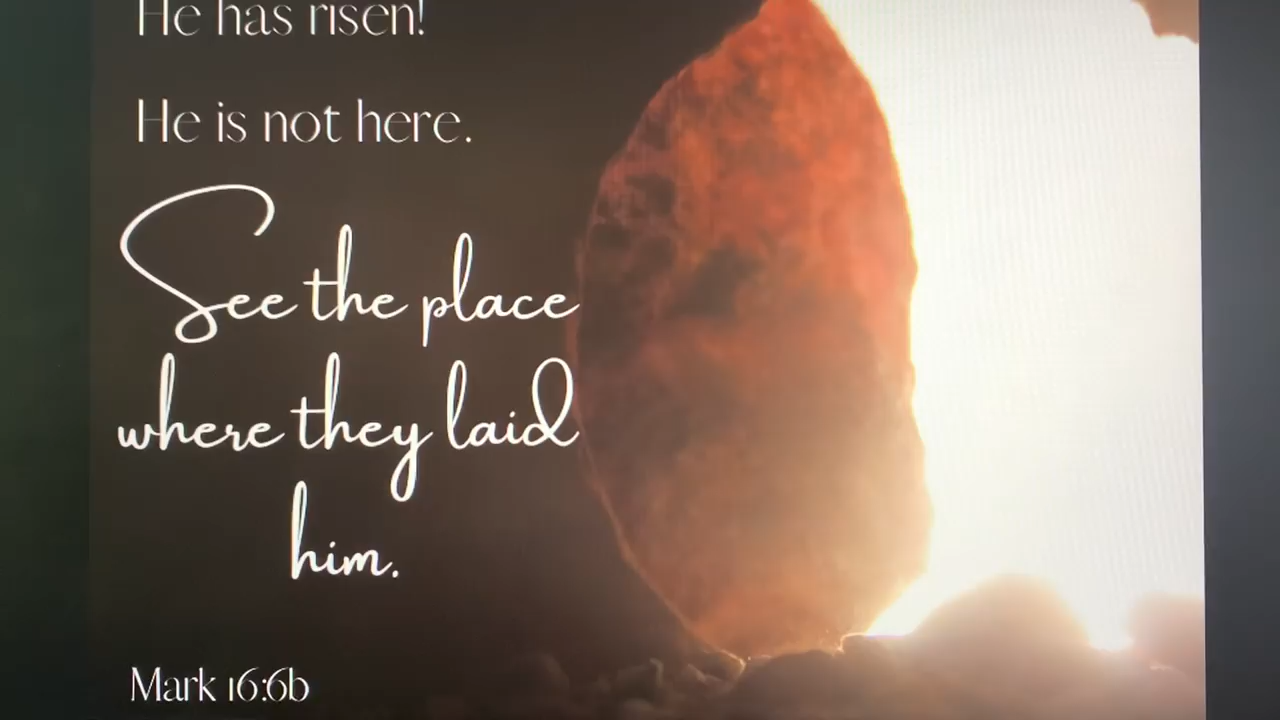 He has risen!
He is not here.
See the place
where they laid
him.
Mark 16:6b